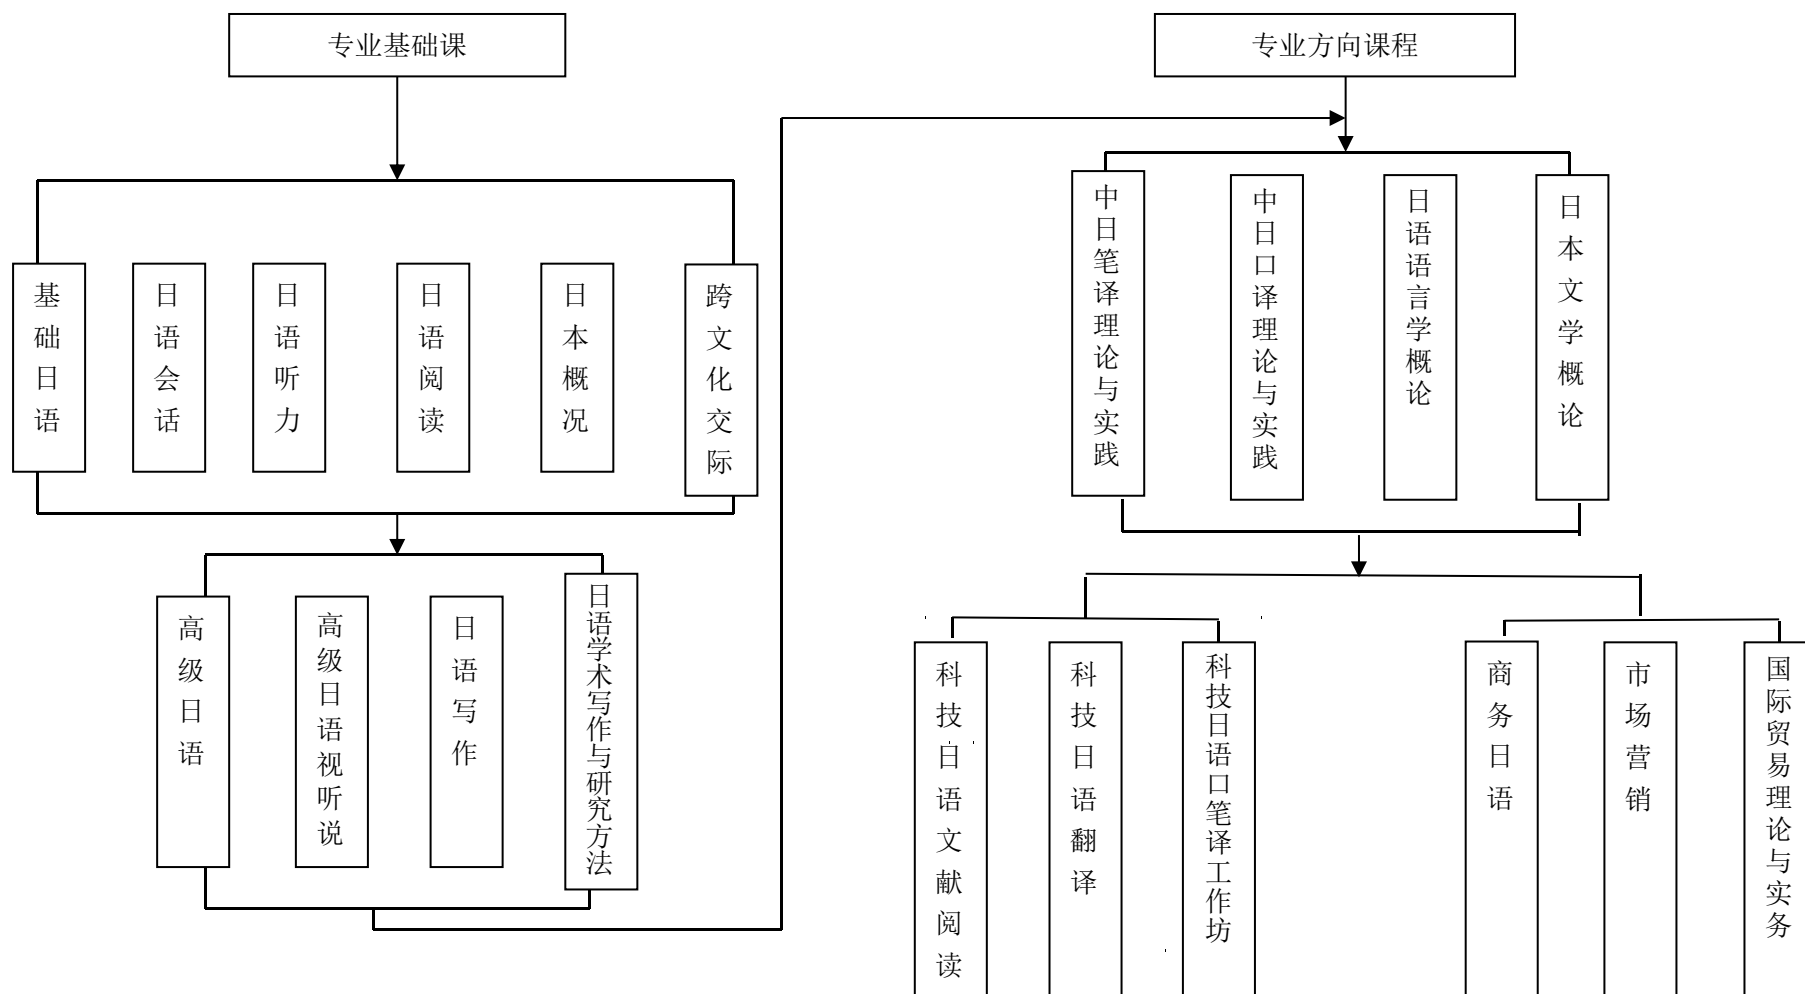 专业基础课
专业方向课程
基础日语
日语会话
日语听力
日语阅读
日本概况
跨文化交际
高级日语
高级日语视听说
日语写作
日语学术写作与研究方法
中日笔译理论与实践
中日口译理论与实践
日语语言学概论
日本文学概论
科技日语文献阅读
科技日语翻译
科技日语口笔译工作坊
商务日语
市场营销
国际贸易理论与实务